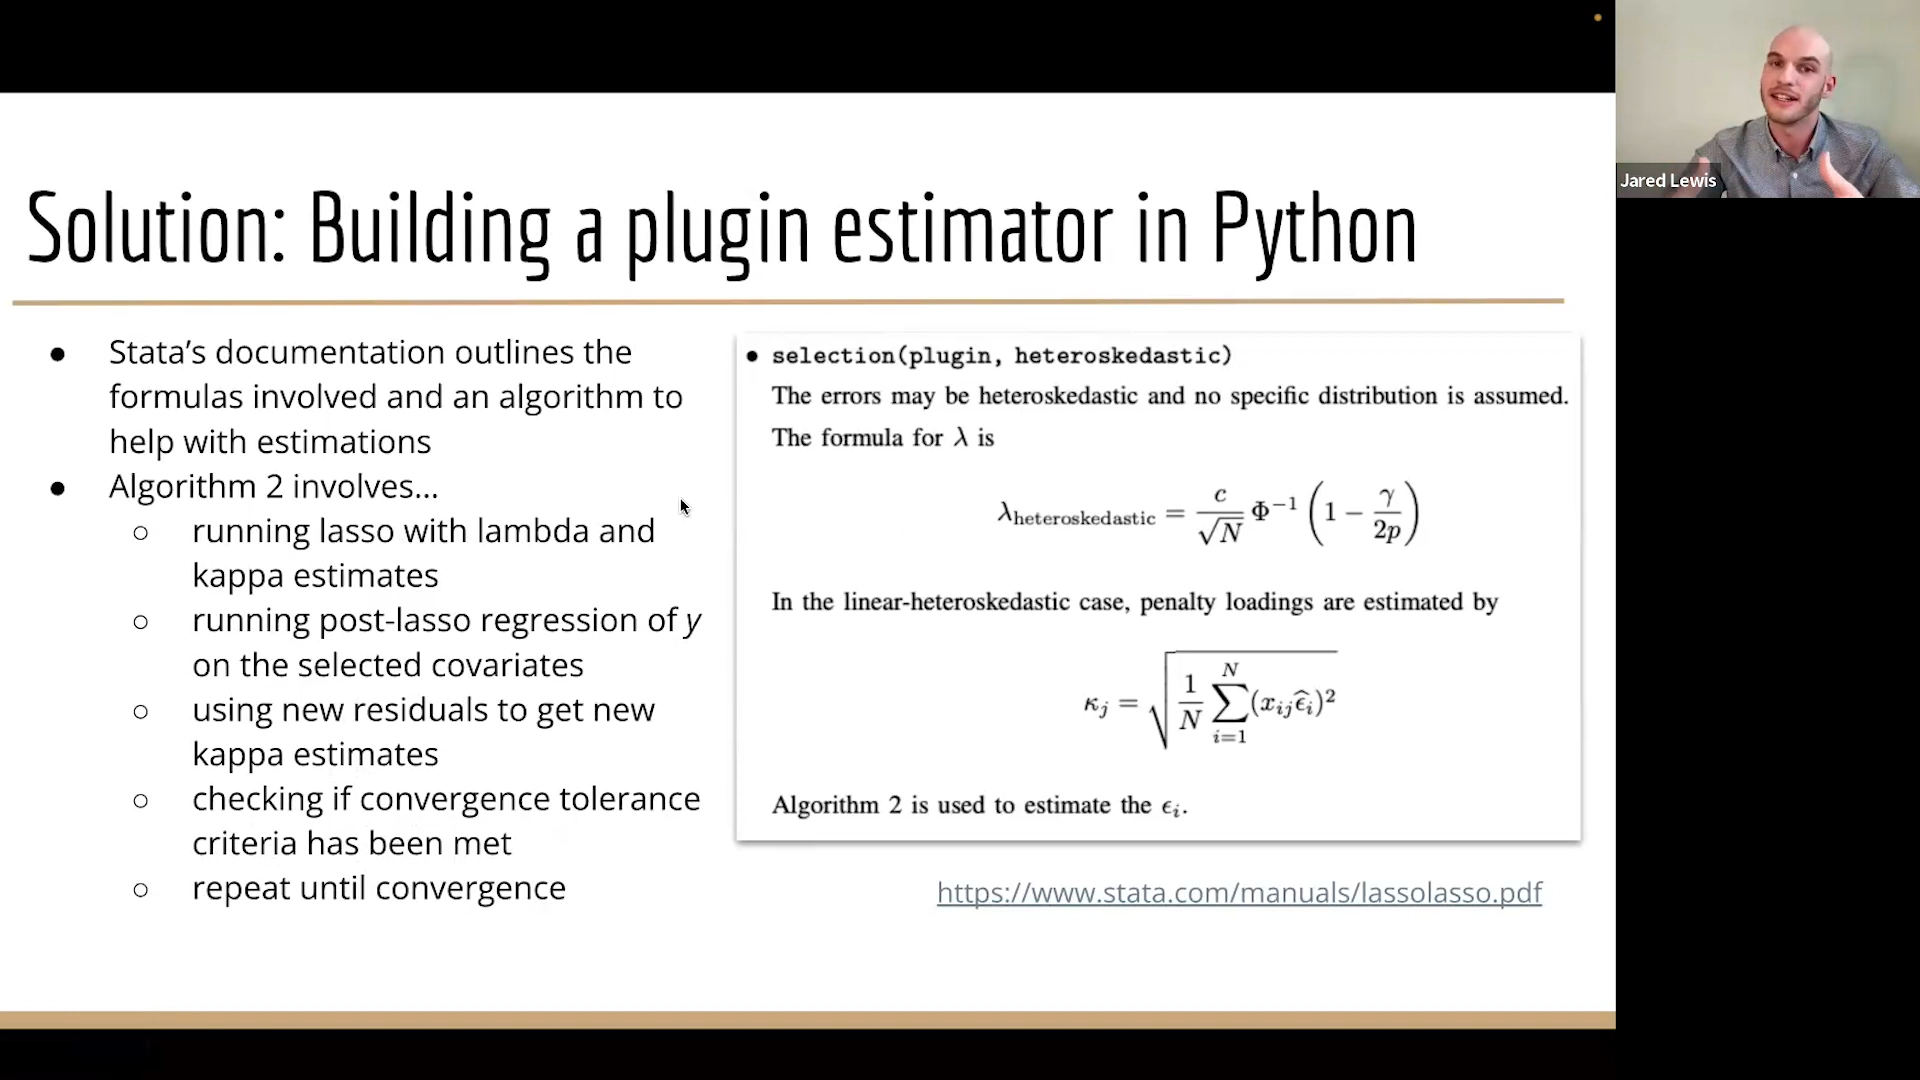 Solution: Building a plugin estimator in Python
● Stata’s documentation outlines the
formulas involved and an algorithm to
help with estimations
● Algorithm 2 involves...
○ running lasso with lambda and
kappa estimates
○ running post-lasso regression of y
on the selected covariates
○ using new residuals to get new
kappa estimates
○ checking if convergence tolerance
criteria has been met
○ repeat until convergence
● selection(plugin, heteroskedastic)
The errors may be heteroskedastic and no specific distribution is assumed.
The formula for λ is
λheteroskedastic = c/√N Φ−1 (1 − γ/2p)
In the linear-heteroskedastic case, penalty loadings are estimated by
κj = √(1/N ∑i=1N (xijϵ̂i)2)
Algorithm 2 is used to estimate the ϵi.
https://www.stata.com/manuals/lassolasso.pdf
Jared Lewis